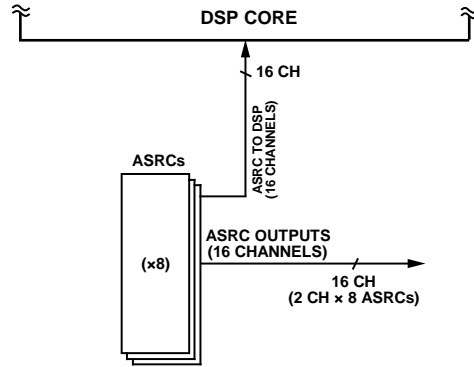 DSP CORE
16 CH
ASRC TO DSP
(16 CHANNELS)
ASRCs
(×8)
ASRC OUTPUTS
(16 CHANNELS)
16 CH
(2 CH × 8 ASRCs)